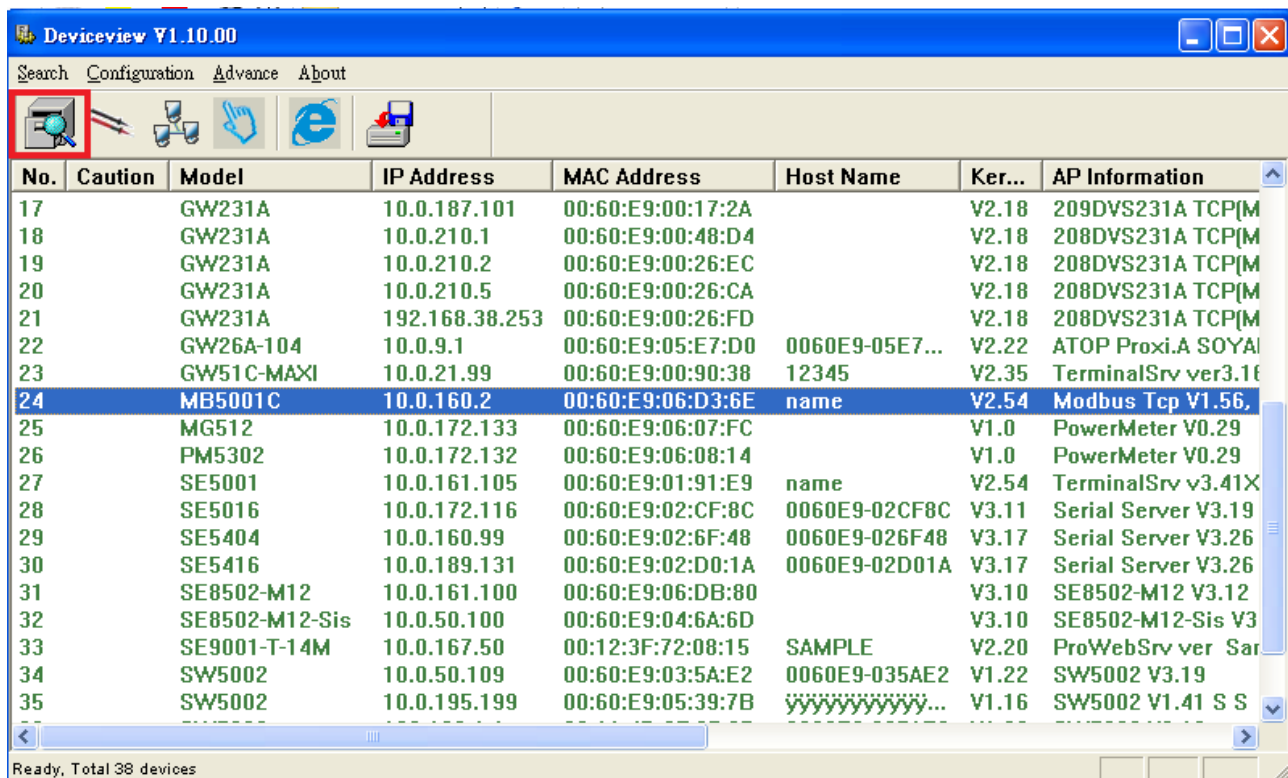 Deviceview V1.10.00
Search Configuration Advance About
No. Caution Model IP Address MAC Address Host Name Ker... AP Information
17 GW231A 10.0.187.101 00:60:E9:00:17:2A V2.18 209DVS231A TCP(M
18 GW231A 10.0.210.1 00:60:E9:00:48:D4 V2.18 208DVS231A TCP(M
19 GW231A 10.0.210.2 00:60:E9:00:26:EC V2.18 208DVS231A TCP(M
20 GW231A 10.0.210.5 00:60:E9:00:26:CA V2.18 208DVS231A TCP(M
21 GW231A 192.168.38.253 00:60:E9:00:26:FD V2.18 208DVS231A TCP(M
22 GW26A-104 10.0.9.1 00:60:E9:05:E7:D0 0060E9-05E7... V2.22 ATOP Proxi.A SOYA
23 GW51C-MAXI 10.0.21.99 00:60:E9:00:90:38 12345 V2.35 TerminalSrv ver3.16
24 MB5001C 10.0.160.2 00:60:E9:06:D3:6E name V2.54 Modbus Tcp V1.56,
25 MG512 10.0.172.133 00:60:E9:06:07:FC V1.0 PowerMeter V0.29
26 PM5302 10.0.172.132 00:60:E9:06:08:14 V1.0 PowerMeter V0.29
27 SE5001 10.0.161.105 00:60:E9:01:91:E9 name V2.54 TerminalSrv v3.41X
28 SE5016 10.0.172.116 00:60:E9:02:CF:8C 0060E9-02CF8C V3.11 Serial Server V3.19
29 SE5404 10.0.160.99 00:60:E9:02:6F:48 0060E9-026F48 V3.17 Serial Server V3.26
30 SE5416 10.0.189.131 00:60:E9:02:D0:1A 0060E9-02D01A V3.17 Serial Server V3.26
31 SE8502-M12 10.0.161.100 00:60:E9:06:DB:80 V3.10 SE8502-M12 V3.12
32 SE8502-M12-Sis 10.0.50.100 00:60:E9:04:6A:6D V3.10 SE8502-M12-Sis V3
33 SE9001-T-14M 10.0.167.50 00:12:3F:72:08:15 SAMPLE V2.20 ProWebSrv ver Sar
34 SW5002 10.0.50.109 00:60:E9:03:5A:E2 0060E9-035AE2 V1.22 SW5002 V3.19
35 SW5002 10.0.195.199 00:60:E9:05:39:7B ÿÿÿÿÿÿÿÿÿÿÿ... V1.16 SW5002 V1.41 S S
Ready, Total 38 devices